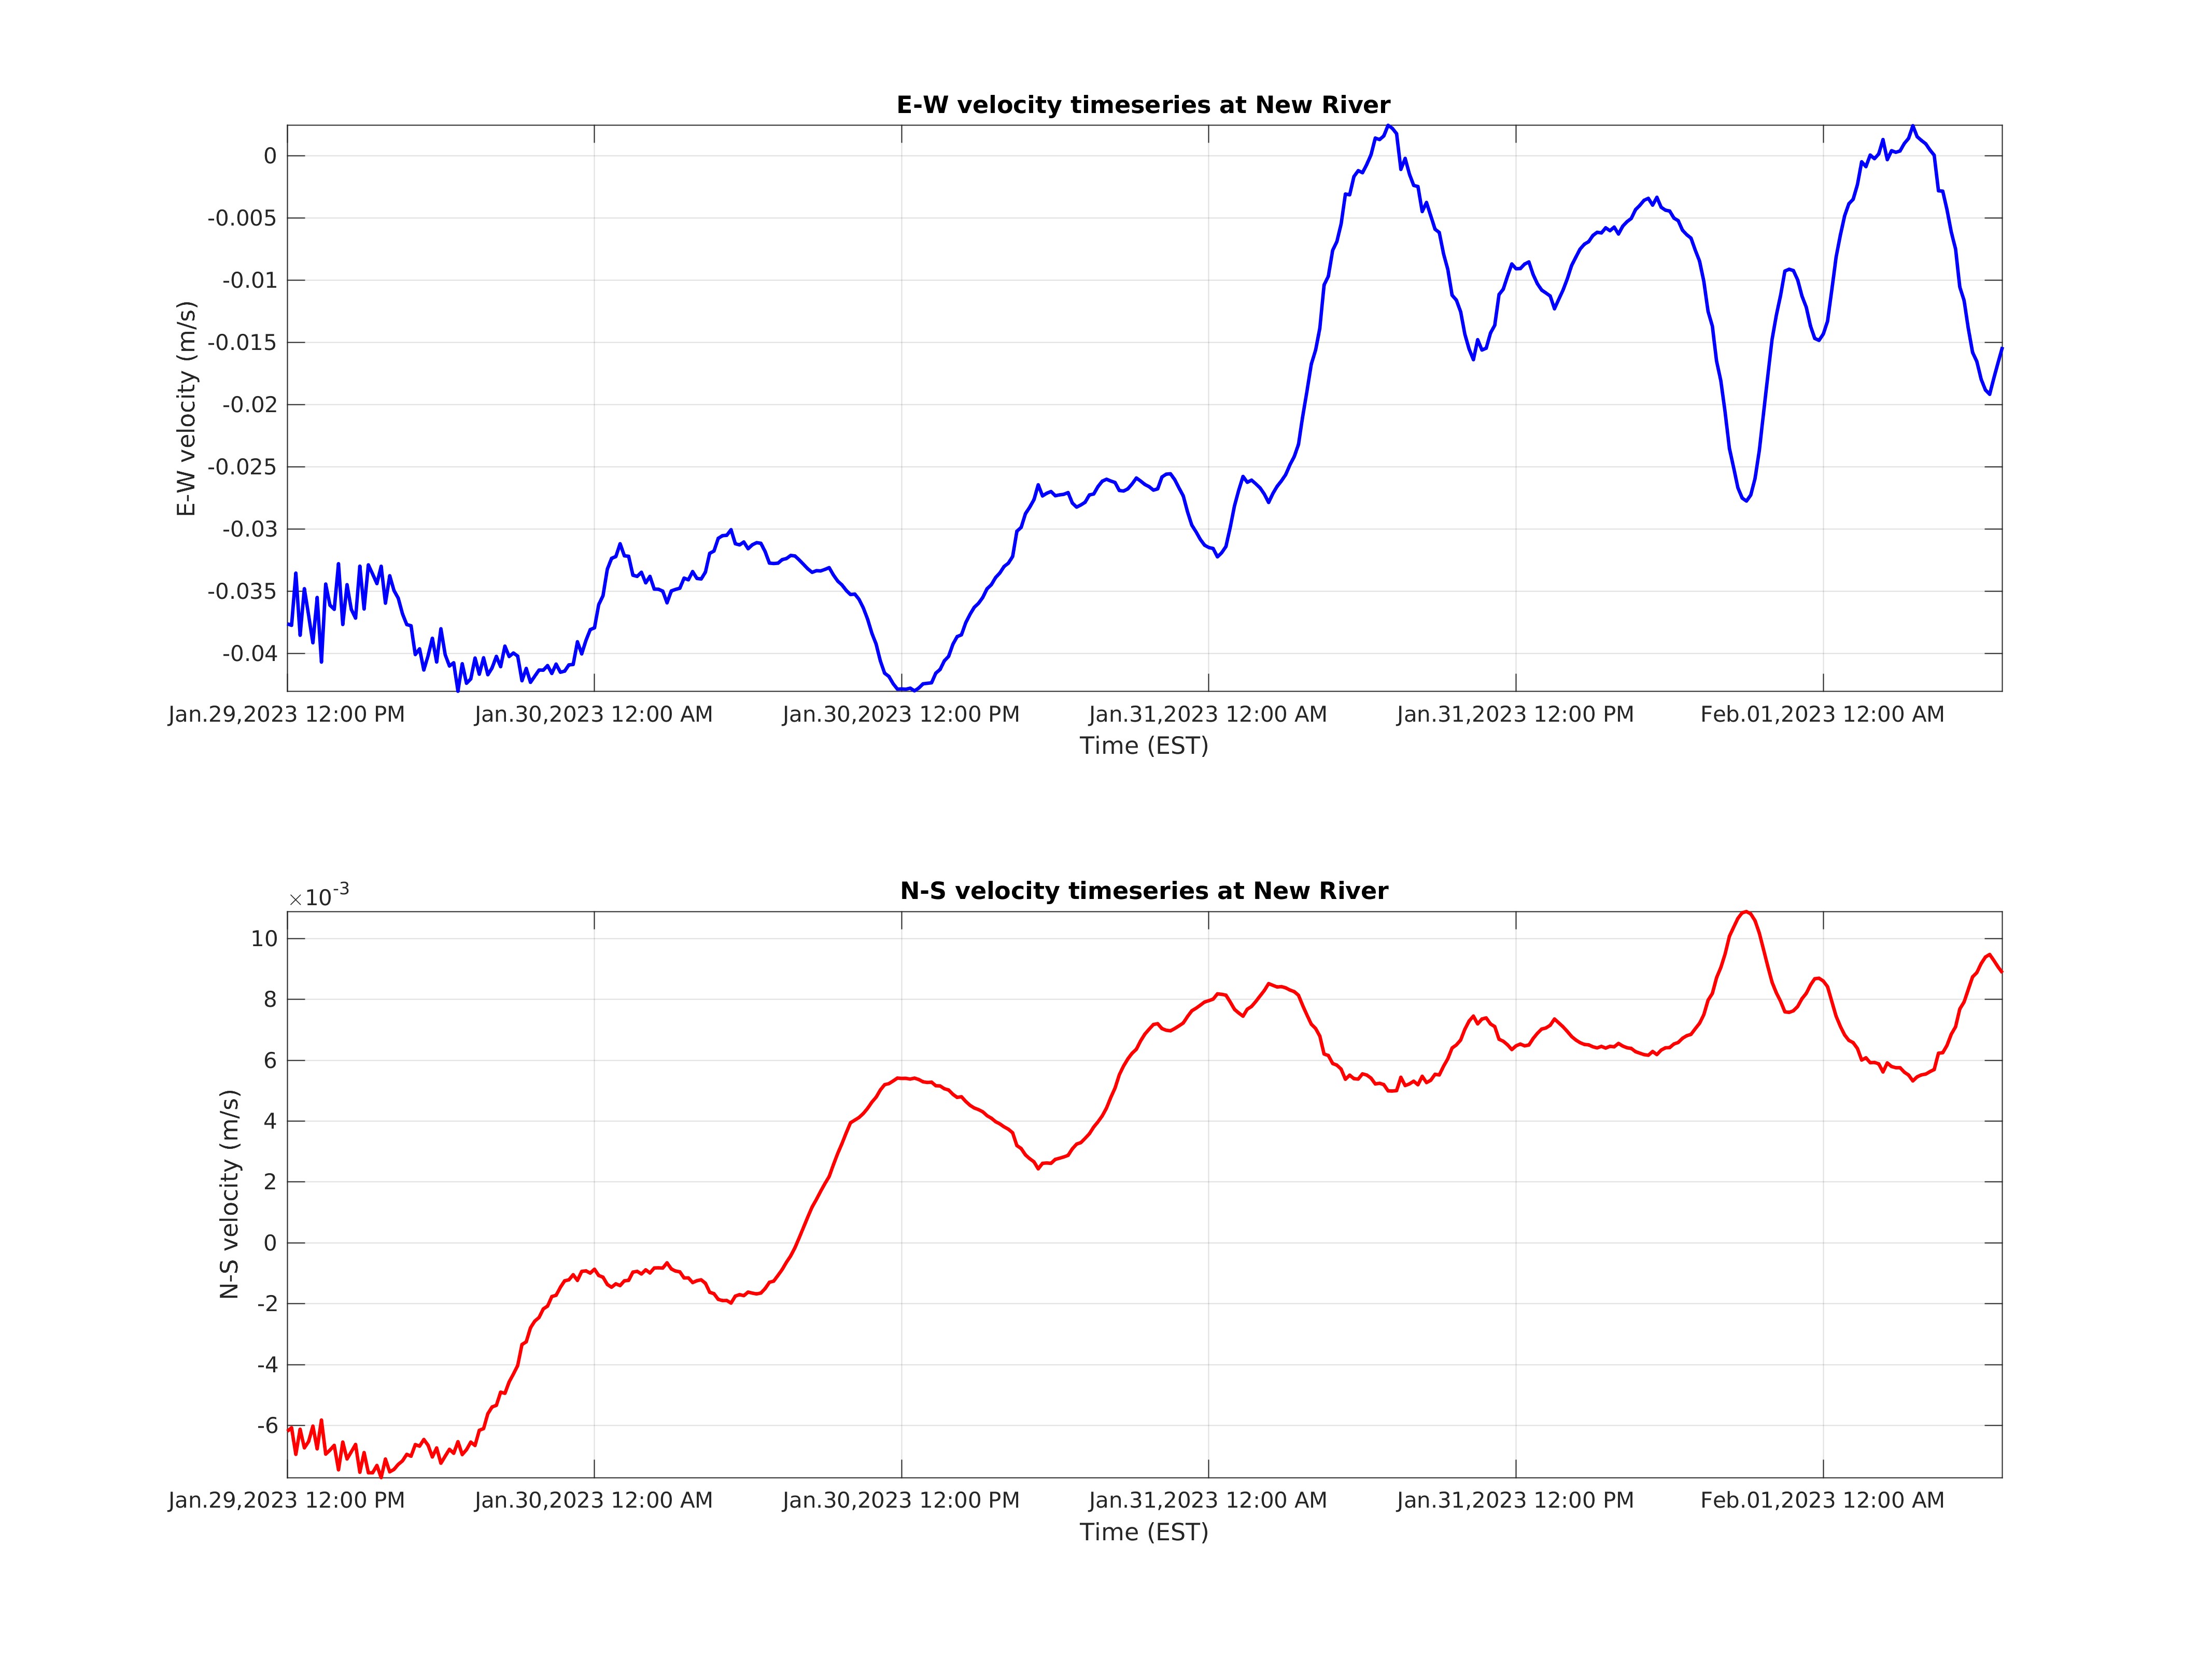 E-W velocity timeseries at New River
E-W velocity (m/s)
0
-0.005
-0.01
-0.015
-0.02
-0.025
-0.03
-0.035
-0.04
Jan.29,2023 12:00 PM Jan.30,2023 12:00 AM Jan.30,2023 12:00 PM Jan.31,2023 12:00 AM Jan.31,2023 12:00 PM Feb.01,2023 12:00 AM
Time (EST)
N-S velocity timeseries at New River
×10-3
N-S velocity (m/s)
10
8
6
4
2
0
-2
-4
-6
Jan.29,2023 12:00 PM Jan.30,2023 12:00 AM Jan.30,2023 12:00 PM Jan.31,2023 12:00 AM Jan.31,2023 12:00 PM Feb.01,2023 12:00 AM
Time (EST)